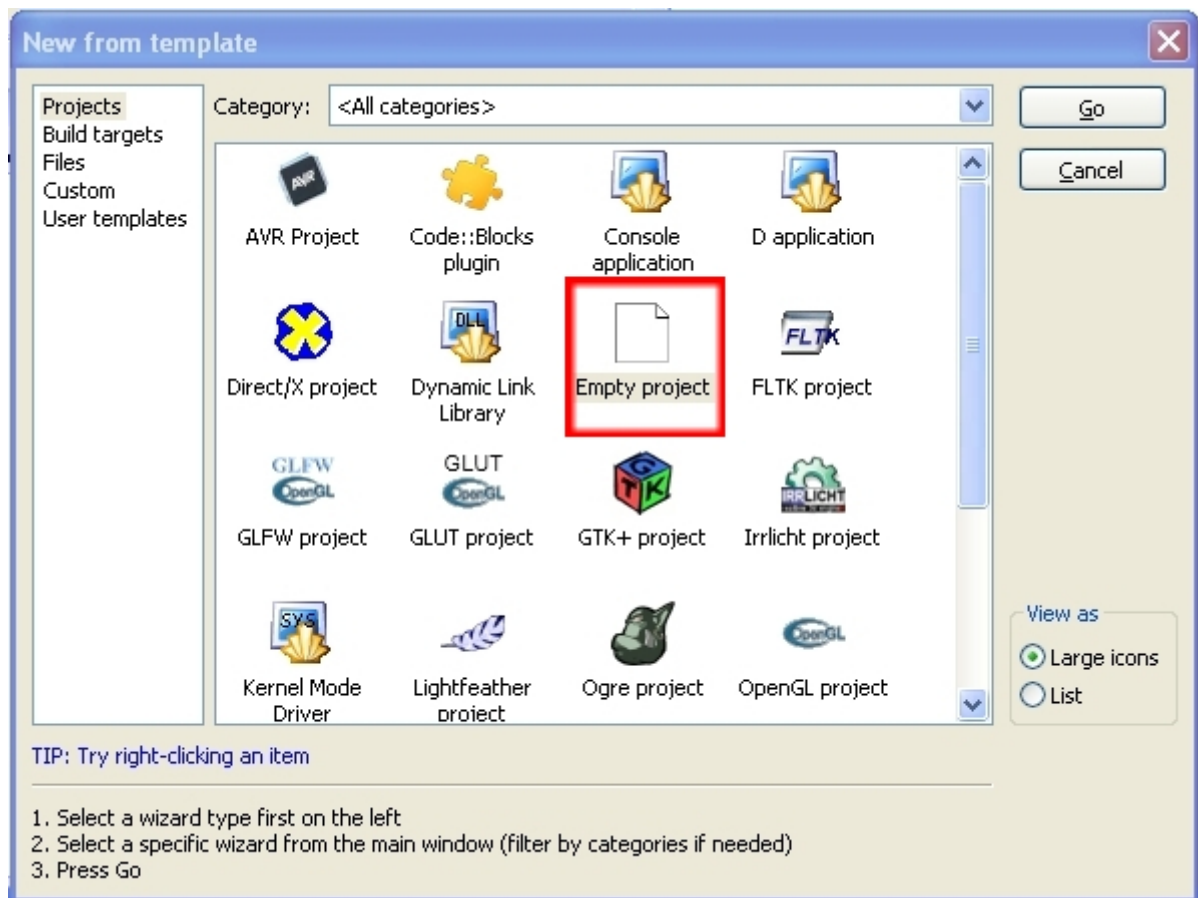 New from template
Projects
Build targets
Files
Custom
User templates
Category:
<All categories>
Go
Cancel
AVR
AVR Project
Code::Blocks
plugin
Console
application
D application
Direct/X project
DLL
Dynamic Link
Library
Empty project
FLTK
FLTK project
GLFW
OpenGL
GLFW project
GLUT
OpenGL
GLUT project
GTK
GTK+ project
IRRLICHT
Irrlicht project
SYS
Kernel Mode
Driver
Lightfeather
project
Ogre project
OpenGL
OpenGL project
View as
Large icons
List
TIP: Try right-clicking an item
1. Select a wizard type first on the left
2. Select a specific wizard from the main window (filter by categories if needed)
3. Press Go